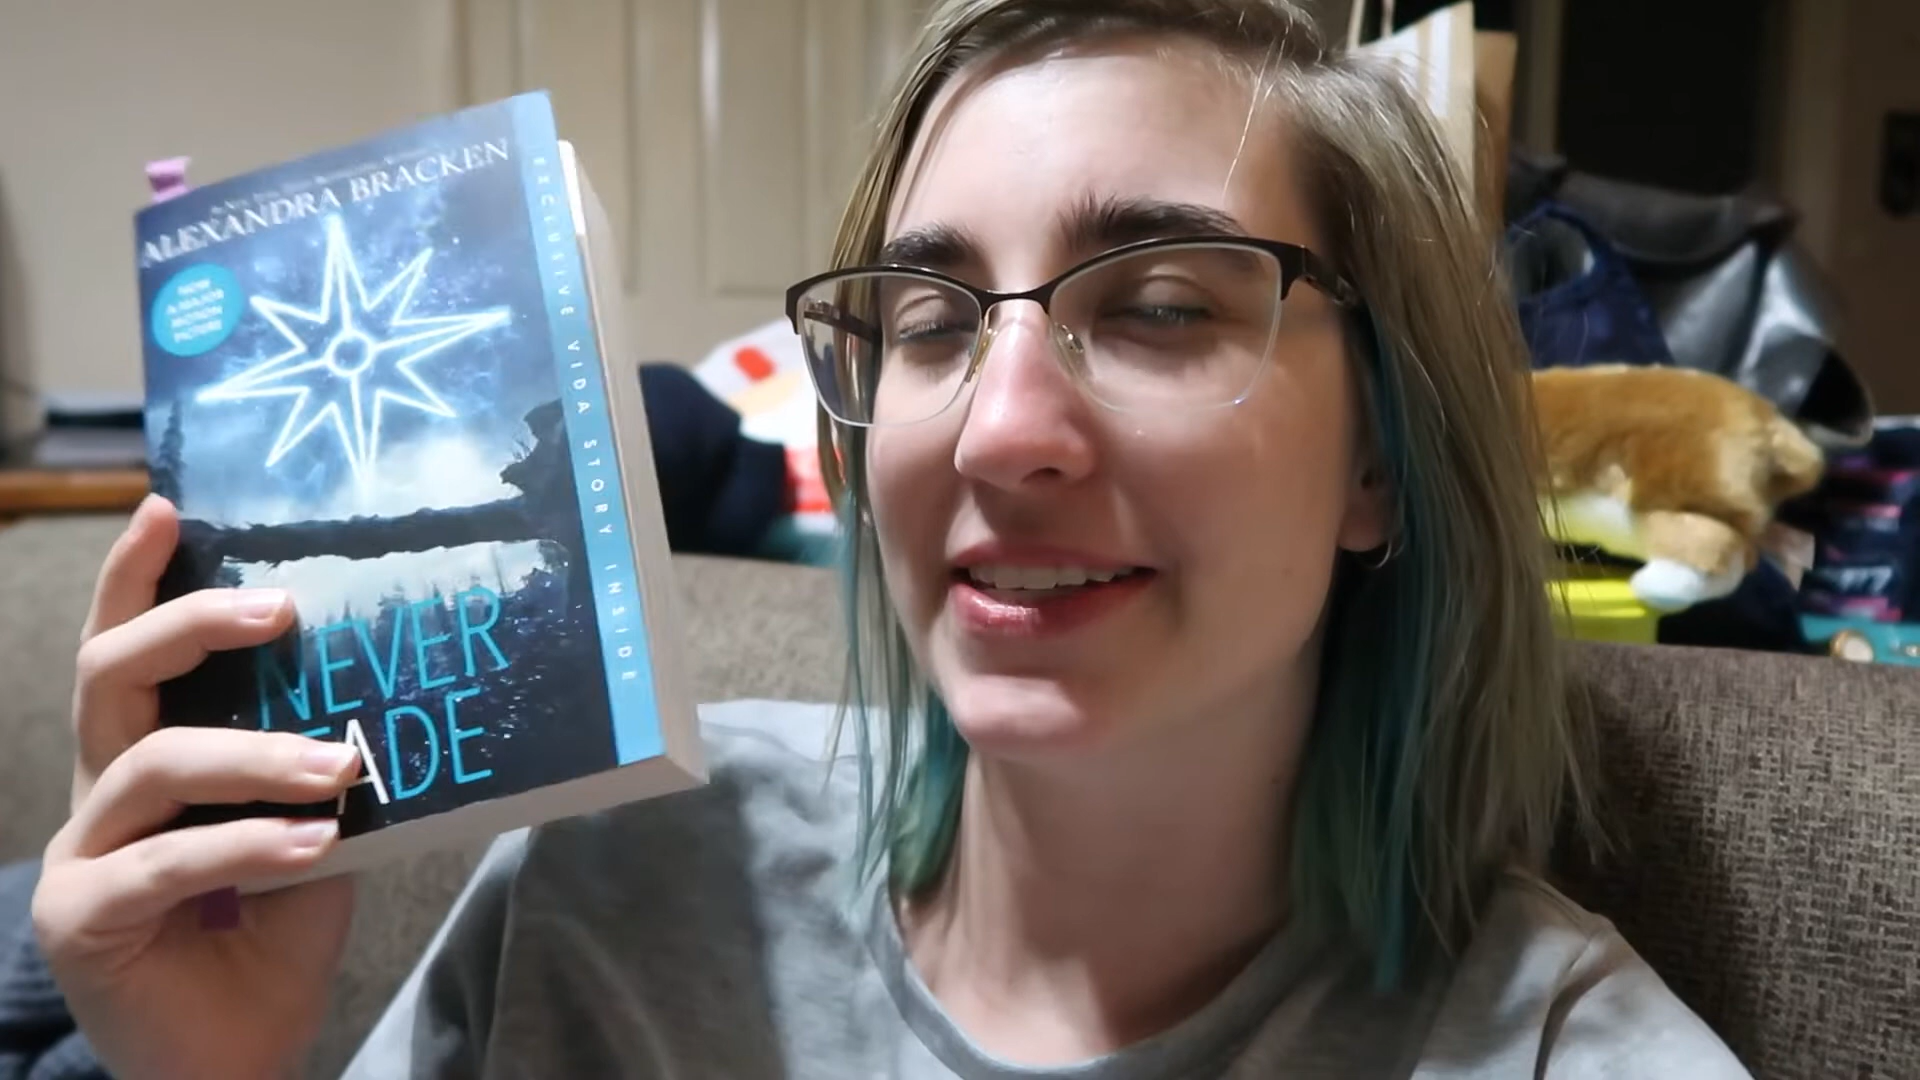 ALEXANDRA BRACKEN
NOW
A MAJOR
MOTION
PICTURE
EXCLUSIVE VIDA STORY INSIDE
NEVER
FADE